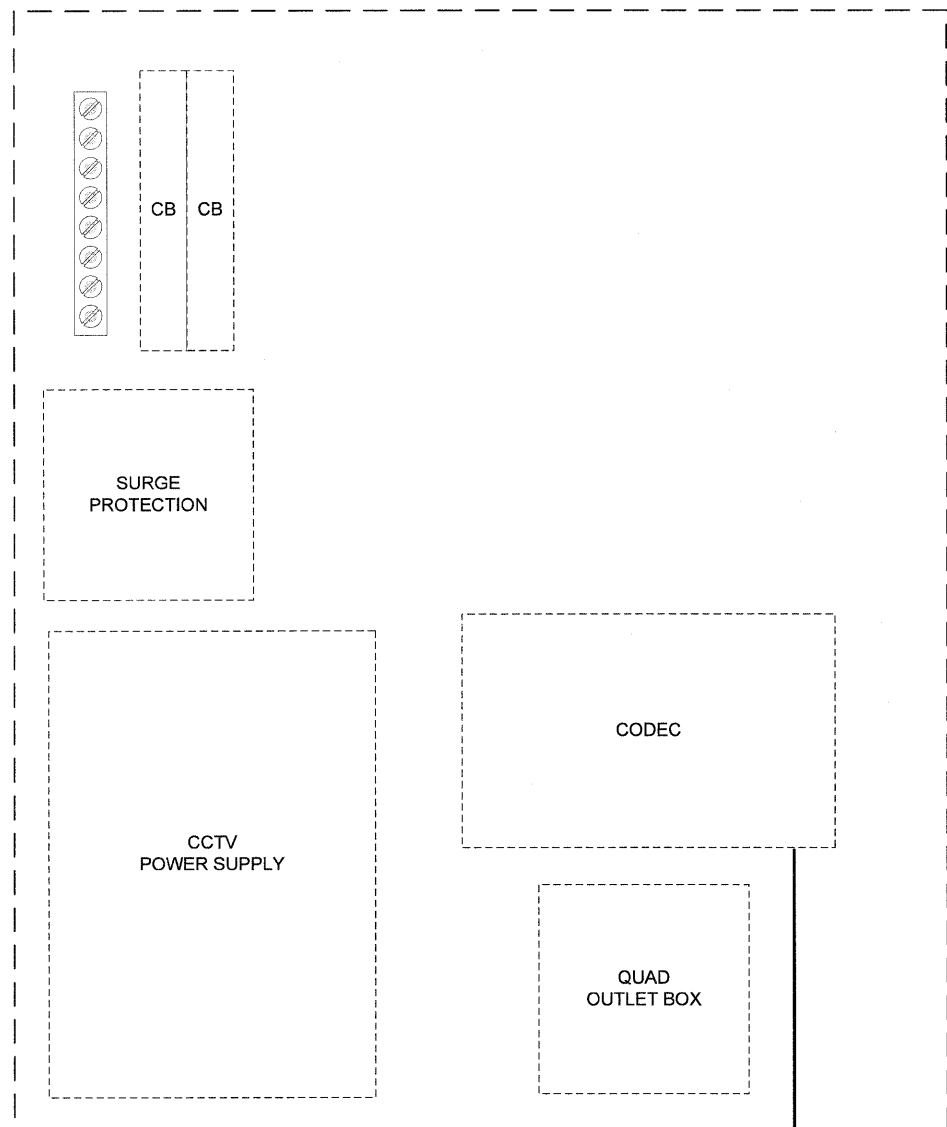 CB CB
SURGE
PROTECTION
CODEC
CCTV
POWER SUPPLY
QUAD
OUTLET BOX